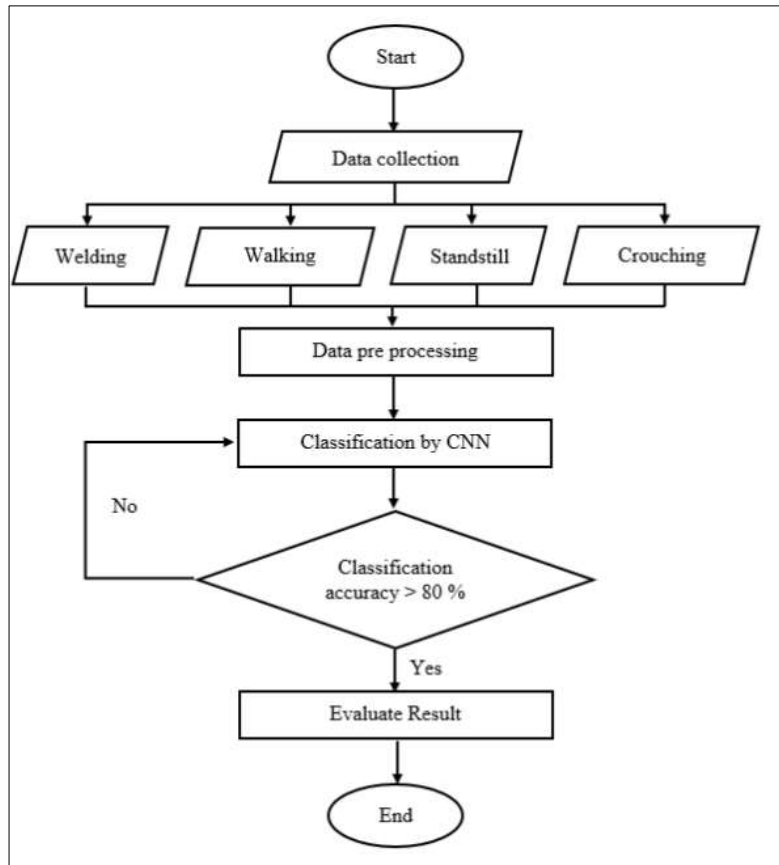 Start
Data collection
Welding
Walking
Standstill
Crouching
Data pre processing
Classification by CNN
No
Classification
accuracy > 80 %
Yes
Evaluate Result
End